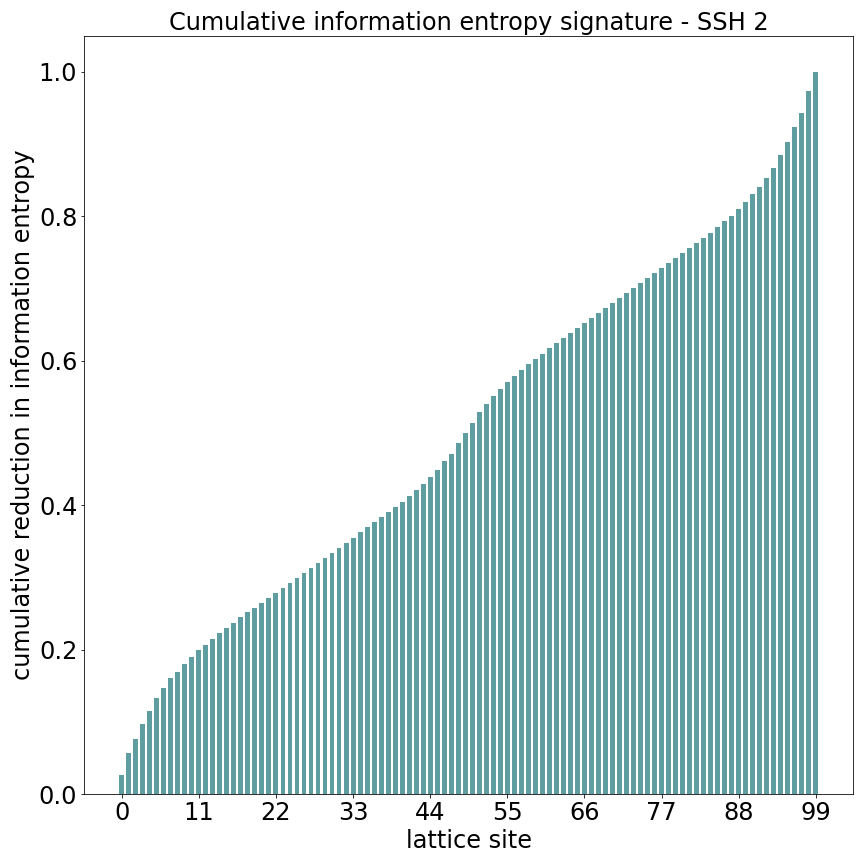 Cumulative information entropy signature - SSH 2
cumulative reduction in information entropy
1.0
0.8
0.6
0.4
0.2
0.0
0 11 22 33 44 55 66 77 88 99
lattice site